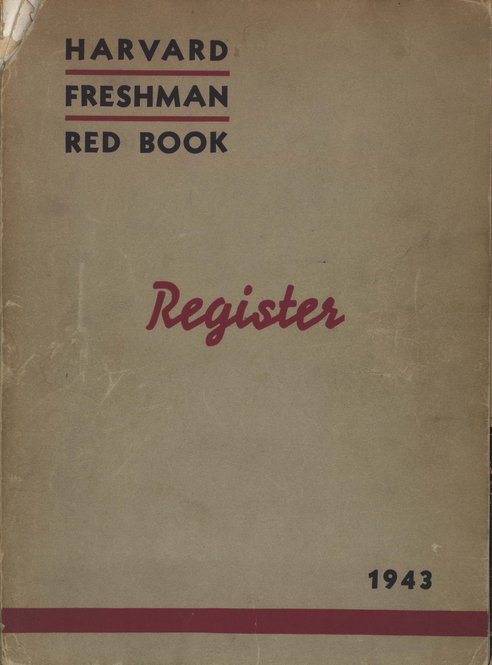 HARVARD
FRESHMAN
RED BOOK
Register
1943